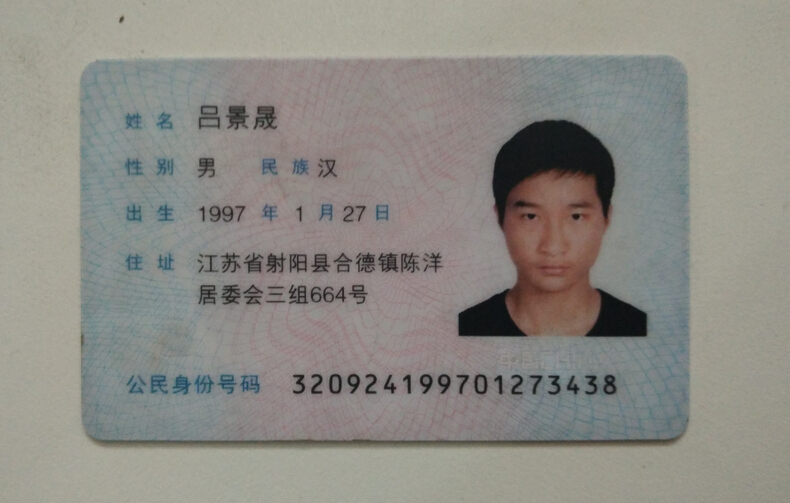 姓名 吕景晟
性别 男 民族 汉
出生 1997 年 1 月 27 日
住址 江苏省射阳县合德镇陈洋
居委会三组664号
公民身份号码 320924199701273438